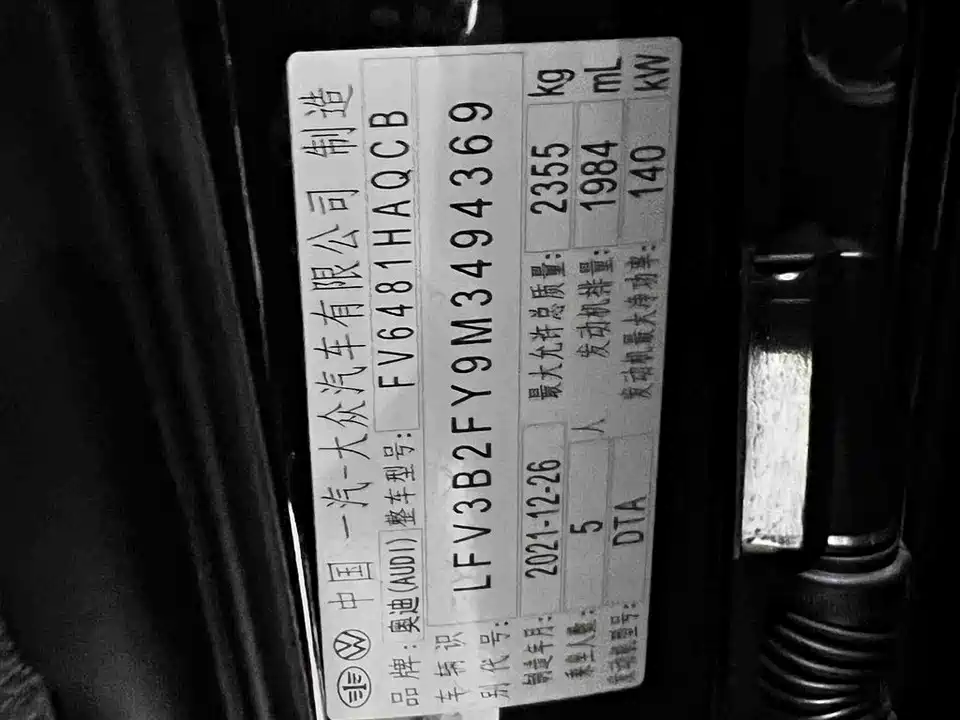 中国 一汽-大众汽车有限公司 制造
品牌: 奥迪(AUDI) 整车型号: FV6481HAQCB
车辆识别代号: LFV3B2FY9M3494369
制造年月: 2021-12-26 最大允许总质量: 2355 kg
乘坐人数: 5 人 发动机排量: 1984 mL
发动机型号: DTA 发动机最大净功率: 140 kW